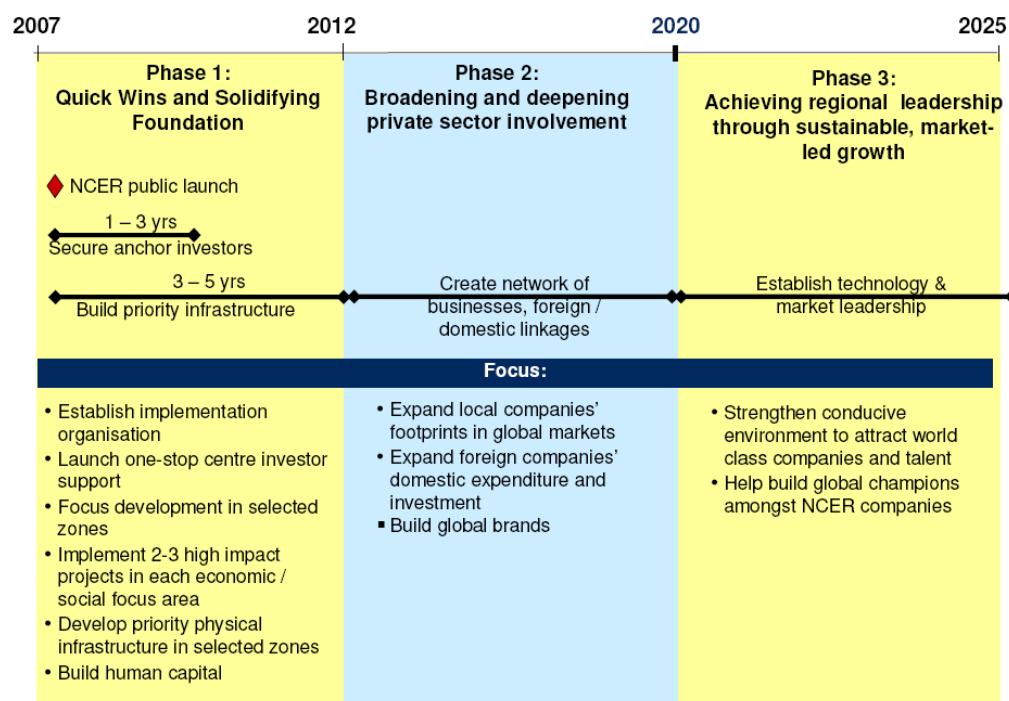 2007
2012
2020
2025
Phase 1:
Quick Wins and Solidifying
Foundation
Phase 2:
Broadening and deepening
private sector involvement
Phase 3:
Achieving regional leadership
through sustainable, market-
led growth
NCER public launch
1 – 3 yrs
Secure anchor investors
3 – 5 yrs
Build priority infrastructure
Create network of
businesses, foreign /
domestic linkages
Establish technology &
market leadership
Focus:
• Establish implementation
organisation
• Launch one-stop centre investor
support
• Focus development in selected
zones
• Implement 2-3 high impact
projects in each economic /
social focus area
• Develop priority physical
infrastructure in selected zones
• Build human capital
• Expand local companies’
footprints in global markets
• Expand foreign companies’
domestic expenditure and
investment
▪ Build global brands
• Strengthen conducive
environment to attract world
class companies and talent
• Help build global champions
amongst NCER companies